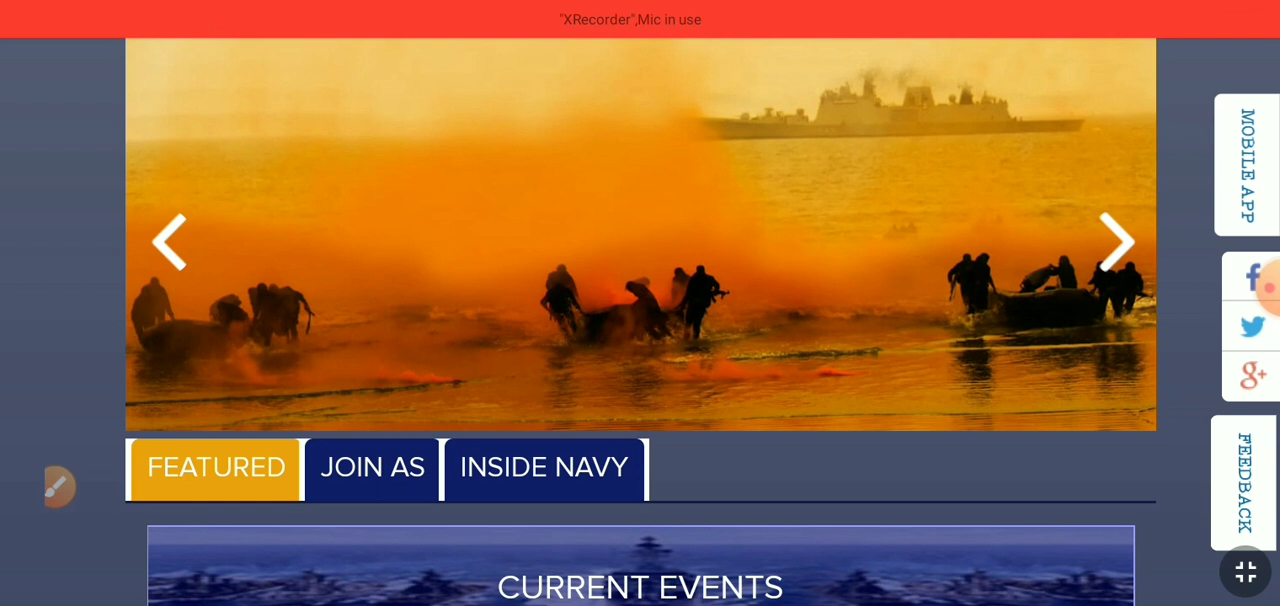 "XRecorder",Mic in use
MOBILE APP
g+
FEATURED
JOIN AS
INSIDE NAVY
FEEDBACK
CURRENT EVENTS